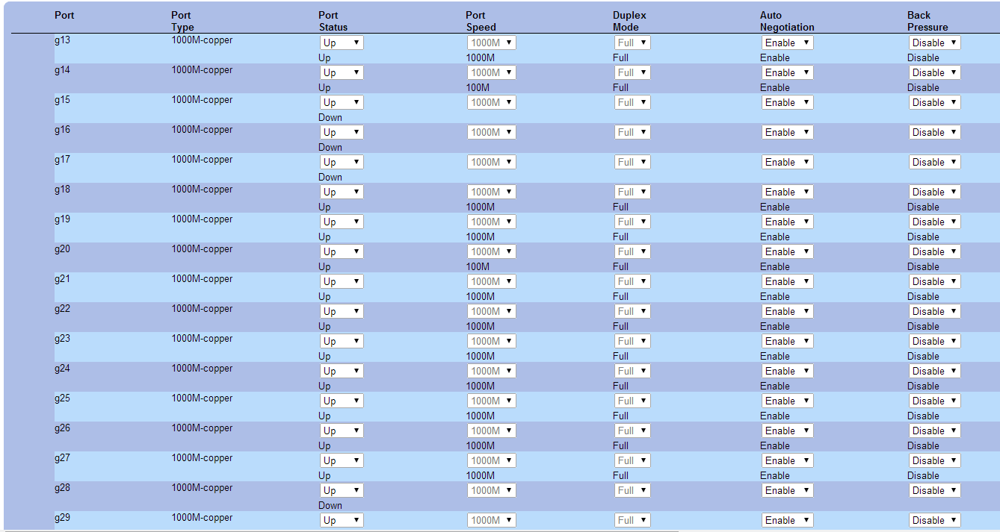 Port Port Type Port Status Port Speed Duplex Mode Auto Negotiation Back Pressure
g13 1000M-copper Up 1000M Full Enable Disable
Up 1000M Full Enable Disable
g14 1000M-copper Up 1000M Full Enable Disable
Up 100M Full Enable Disable
g15 1000M-copper Up 1000M Full Enable Disable
Down
g16 1000M-copper Up 1000M Full Enable Disable
Down
g17 1000M-copper Up 1000M Full Enable Disable
Down
g18 1000M-copper Up 1000M Full Enable Disable
Up 1000M Full Enable Disable
g19 1000M-copper Up 1000M Full Enable Disable
Up 1000M Full Enable Disable
g20 1000M-copper Up 1000M Full Enable Disable
Up 100M Full Enable Disable
g21 1000M-copper Up 1000M Full Enable Disable
Up 1000M Full Enable Disable
g22 1000M-copper Up 1000M Full Enable Disable
Up 1000M Full Enable Disable
g23 1000M-copper Up 1000M Full Enable Disable
Up 1000M Full Enable Disable
g24 1000M-copper Up 1000M Full Enable Disable
Up 1000M Full Enable Disable
g25 1000M-copper Up 1000M Full Enable Disable
Up 1000M Full Enable Disable
g26 1000M-copper Up 1000M Full Enable Disable
Up 1000M Full Enable Disable
g27 1000M-copper Up 1000M Full Enable Disable
Up 1000M Full Enable Disable
g28 1000M-copper Up 1000M Full Enable Disable
Down
g29 1000M-copper Up 1000M Full Enable Disable